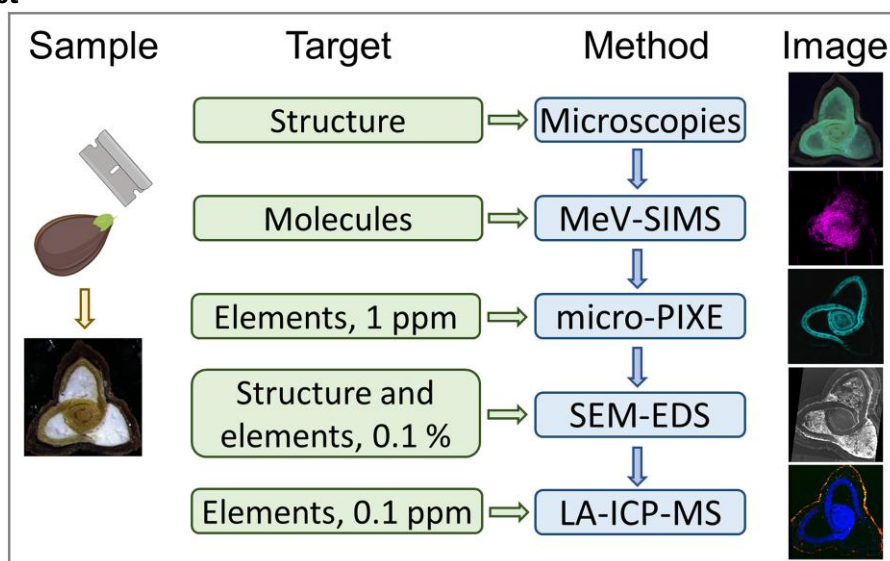 Sample Target Method Image
Structure Microscopies
Molecules MeV-SIMS
Elements, 1 ppm micro-PIXE
Structure and
elements, 0.1 % SEM-EDS
Elements, 0.1 ppm LA-ICP-MS